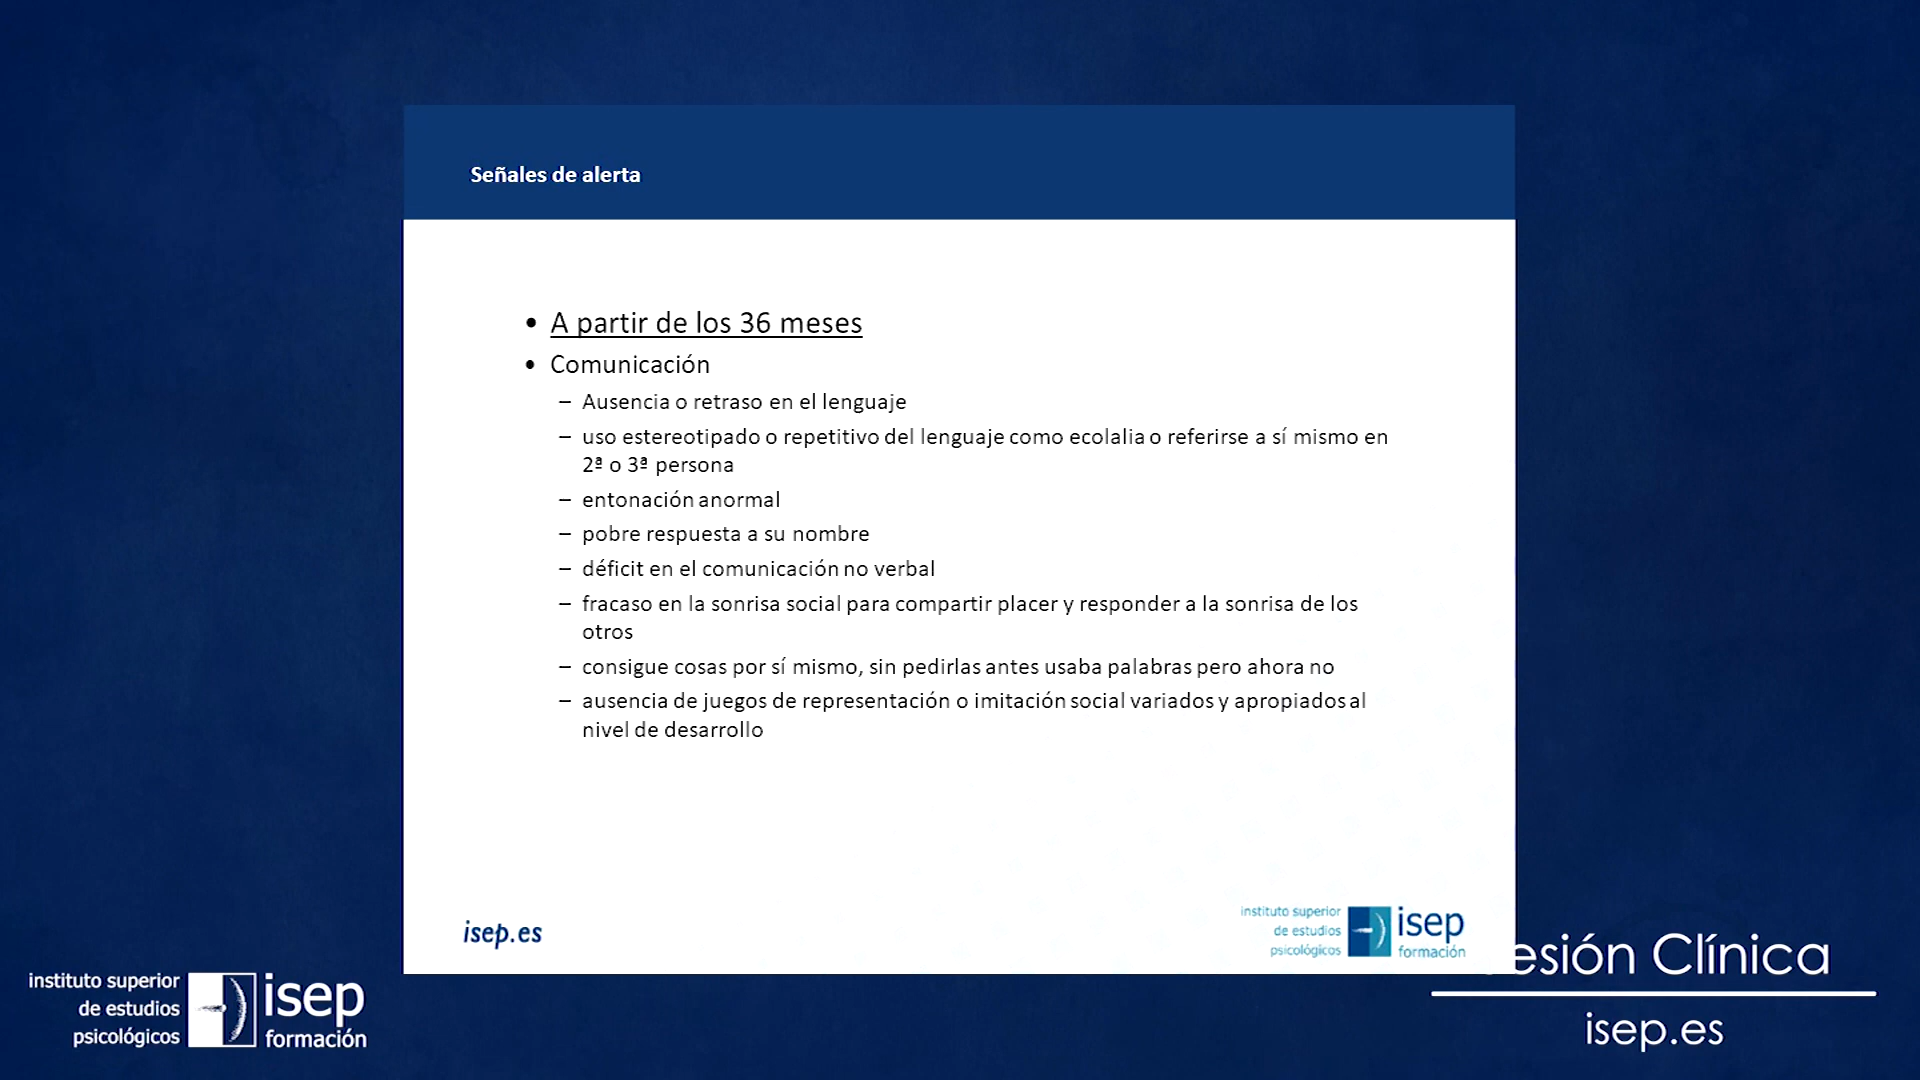 Señales de alerta
• A partir de los 36 meses
• Comunicación
– Ausencia o retraso en el lenguaje
– uso estereotipado o repetitivo del lenguaje como ecolalia o referirse a sí mismo en
2ª o 3ª persona
– entonación anormal
– pobre respuesta a su nombre
– déficit en el comunicación no verbal
– fracaso en la sonrisa social para compartir placer y responder a la sonrisa de los
otros
– consigue cosas por sí mismo, sin pedirlas antes usaba palabras pero ahora no
– ausencia de juegos de representación o imitación social variados y apropiados al
nivel de desarrollo
isep.es
instituto superior
de estudios
psicológicos
isep
formación
instituto superior
de estudios
psicológicos
isep
formación
esión Clínica
isep.es